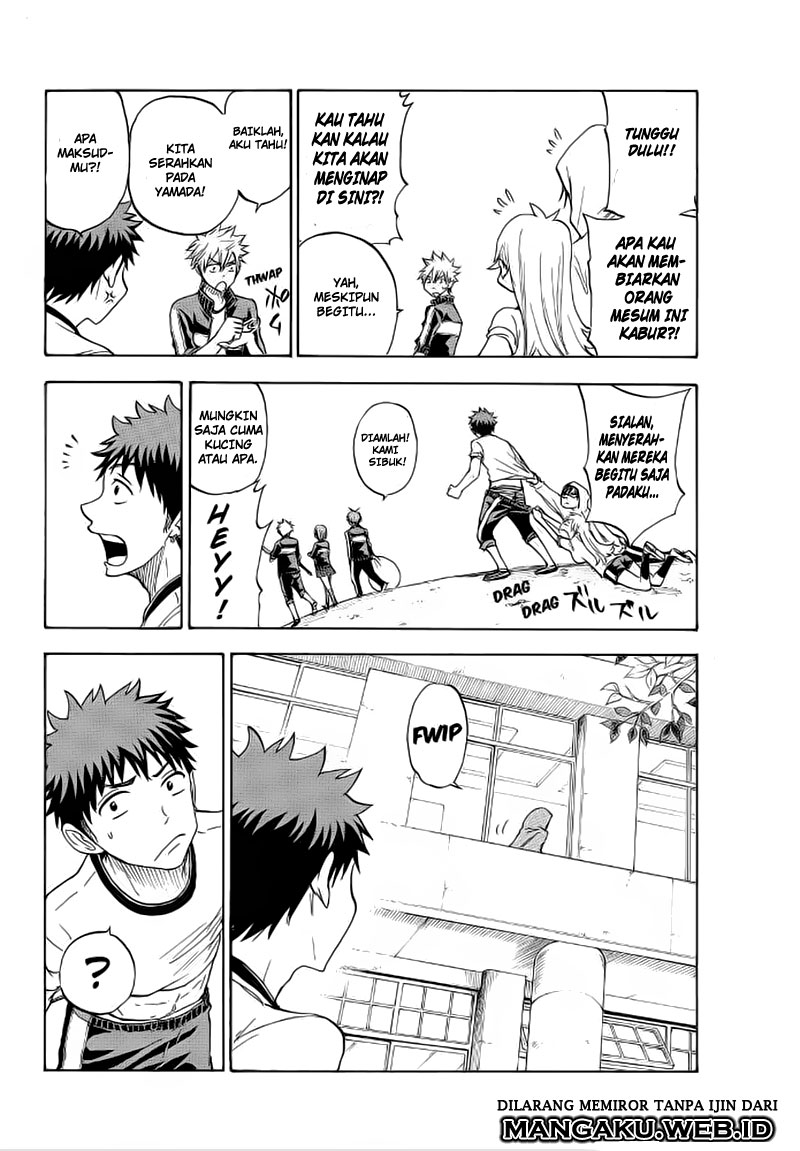 TUNGGU
DULU!!
APA KAU
AKAN MEM-
BIARKAN
ORANG
MESUM INI
KABUR?!
KAU TAHU
KAN KALAU
KITA AKAN
MENGINAP
DI SINI?!
YAH,
MESKIPUN
BEGITU...
BAIKLAH,
AKU TAHU!
KITA
SERAHKAN
PADA
YAMADA!
THWAP
APA
MAKSUD-
MU?!
SIALAN,
MENYERAH-
KAN MEREKA
BEGITU SAJA
PADAKU...
DRAG
DRAG
ズル ズル
DIAMLAH!
KAMI
SIBUK!
MUNGKIN
SAJA CUMA
KUCING
ATAU APA.
HEYY!
FWIP
?
DILARANG MEMIROR TANPA IJIN DARI
MANGAKU.WEB.ID